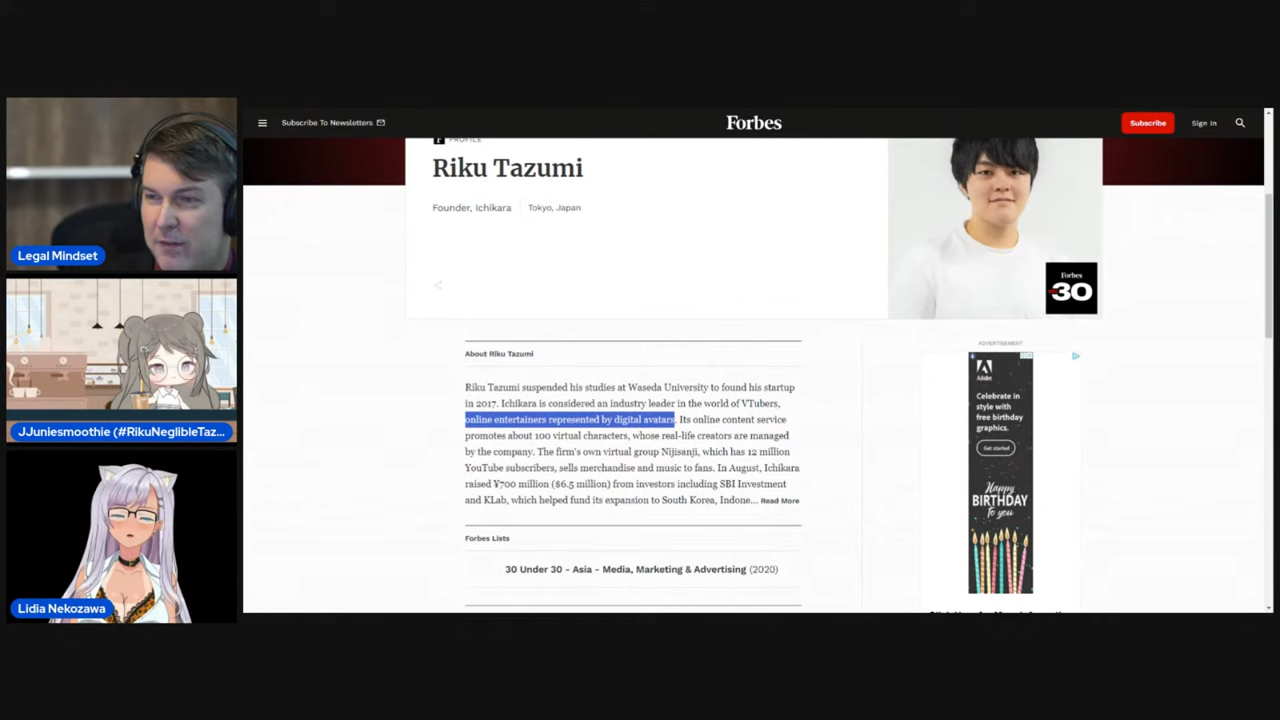 Subscribe To Newsletters
Forbes
Subscribe
Sign In
PROFILE
Riku Tazumi
Founder, Ichikara
Tokyo, Japan
Forbes
30
Legal Mindset
JJuniesmoothie (#RikuNeglibleTaz...
Lidia Nekozawa
About Riku Tazumi
Riku Tazumi suspended his studies at Waseda University to found his startup
in 2017. Ichikara is considered an industry leader in the world of VTubers,
online entertainers represented by digital avatars. Its online content service
promotes about 100 virtual characters, whose real-life creators are managed
by the company. The firm's own virtual group Nijisanji, which has 12 million
YouTube subscribers, sells merchandise and music to fans. In August, Ichikara
raised ¥700 million ($6.5 million) from investors including SBI Investment
and KLab, which helped fund its expansion to South Korea, Indone... Read More
Forbes Lists
30 Under 30 - Asia - Media, Marketing & Advertising (2020)
ADVERTISEMENT
Adobe
Celebrate in
style with
free birthday
graphics.
Get started
Happy
BIRTHDAY
to you